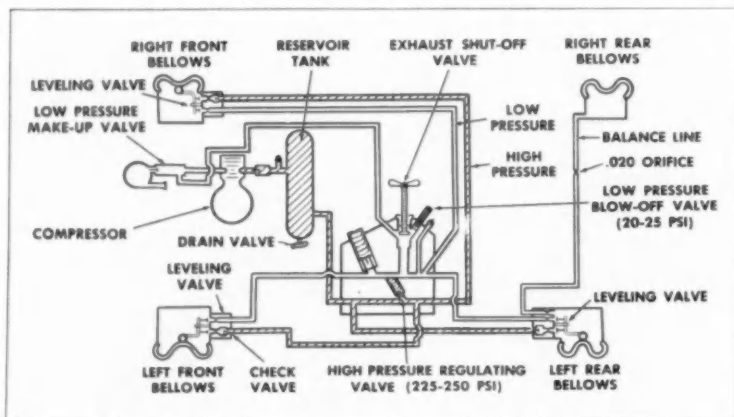 RIGHT FRONT
BELLOWS
RESERVOIR
TANK
EXHAUST SHUT-OFF
VALVE
RIGHT REAR
BELLOWS
LEVELING VALVE
LOW PRESSURE
MAKE-UP VALVE
LOW
PRESSURE
HIGH
PRESSURE
BALANCE LINE
.020 ORIFICE
LOW PRESSURE
BLOW-OFF VALVE
(20-25 PSI)
COMPRESSOR
DRAIN VALVE
LEVELING
VALVE
LEVELING VALVE
LEFT FRONT
BELLOWS
CHECK
VALVE
HIGH PRESSURE REGULATING
VALVE (225-250 PSI)
LEFT REAR
BELLOWS